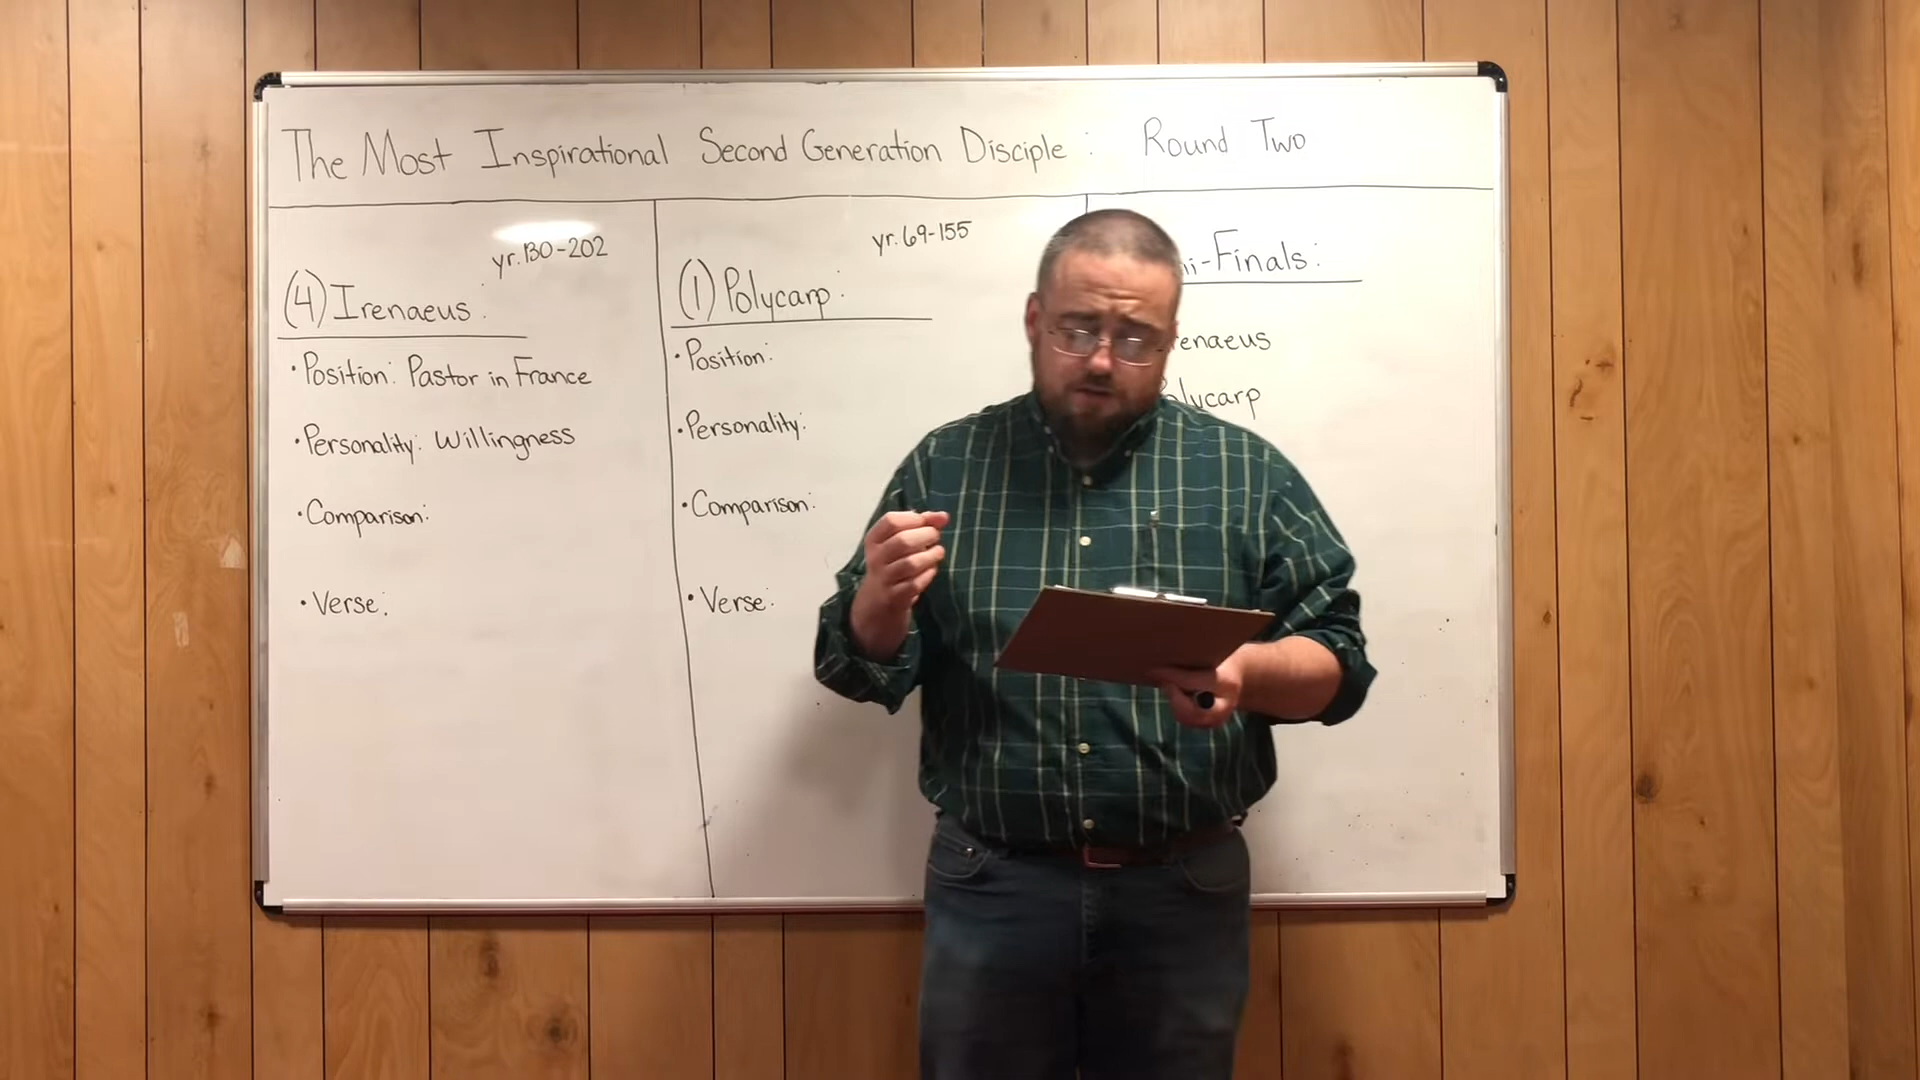 The Most Inspirational Second Generation Disciple: Round Two
yr. 130-202
(4) Irenaeus:
• Position: Pastor in France
• Personality: Willingness
• Comparison:
• Verse:
yr. 69-155
(1) Polycarp:
• Position:
• Personality:
• Comparison:
• Verse:
-Finals:
enaeus
lycarp